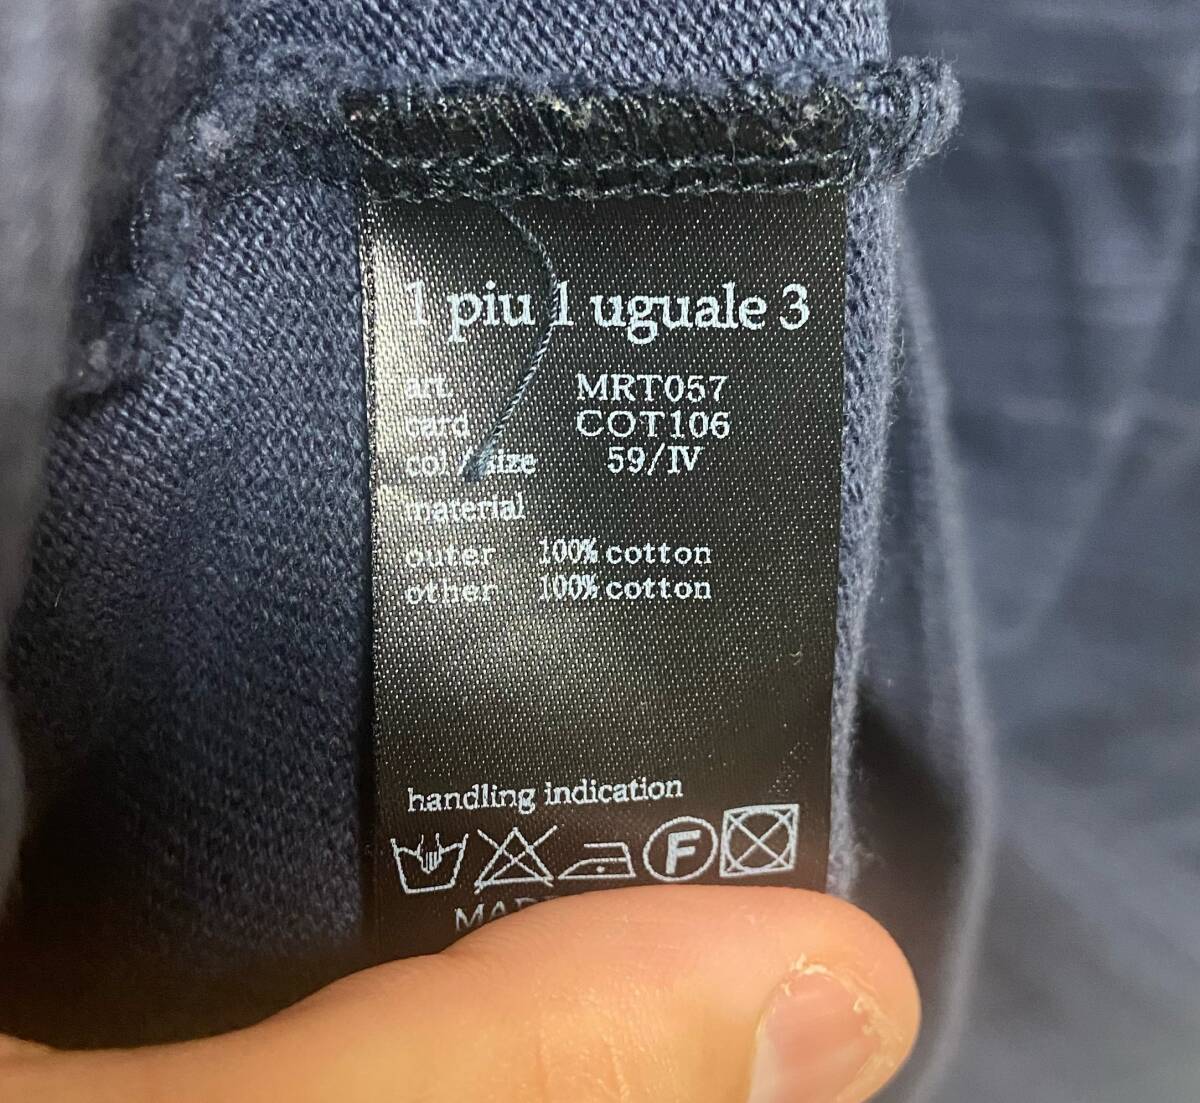 1 piu 1 uguale 3
art MRT057
card COT106
col / size 59/IV
material
outer 100% cotton
other 100% cotton
handling indication
F